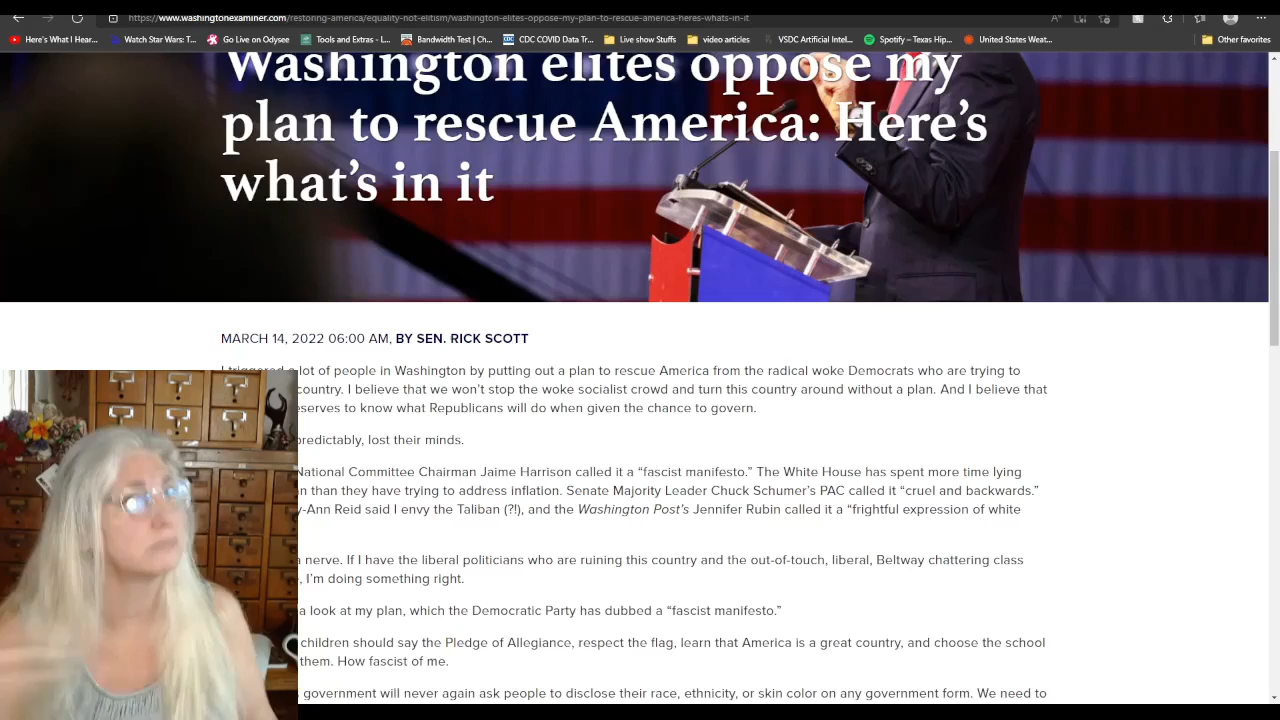 https://www.washingtonexaminer.com/restoring-america/equality-not-elitism/washington-elites-oppose-my-plan-to-rescue-america-heres-whats-in-it
Here's What I Hear...
Watch Star Wars: T...
Go Live on Odysee
Tools and Extras - L...
Bandwidth Test | Ch...
CDC COVID Data Tr...
Live show Stuffs
video articles
VSDC Artificial Intel...
Spotify – Texas Hip...
United States Weat...
Other favorites
Washington elites oppose my
plan to rescue America: Here’s
what’s in it
MARCH 14, 2022 06:00 AM, BY SEN. RICK SCOTT
I triggered a lot of people in Washington by putting out a plan to rescue America from the radical woke Democrats who are trying to
country. I believe that we won’t stop the woke socialist crowd and turn this country around without a plan. And I believe that
eserves to know what Republicans will do when given the chance to govern.
predictably, lost their minds.
National Committee Chairman Jaime Harrison called it a “fascist manifesto.” The White House has spent more time lying
n than they have trying to address inflation. Senate Majority Leader Chuck Schumer’s PAC called it “cruel and backwards.”
y-Ann Reid said I envy the Taliban (?!), and the Washington Post’s Jennifer Rubin called it a “frightful expression of white
a nerve. If I have the liberal politicians who are ruining this country and the out-of-touch, liberal, Beltway chattering class
, I’m doing something right.
a look at my plan, which the Democratic Party has dubbed a “fascist manifesto.”
children should say the Pledge of Allegiance, respect the flag, learn that America is a great country, and choose the school
them. How fascist of me.
government will never again ask people to disclose their race, ethnicity, or skin color on any government form. We need to